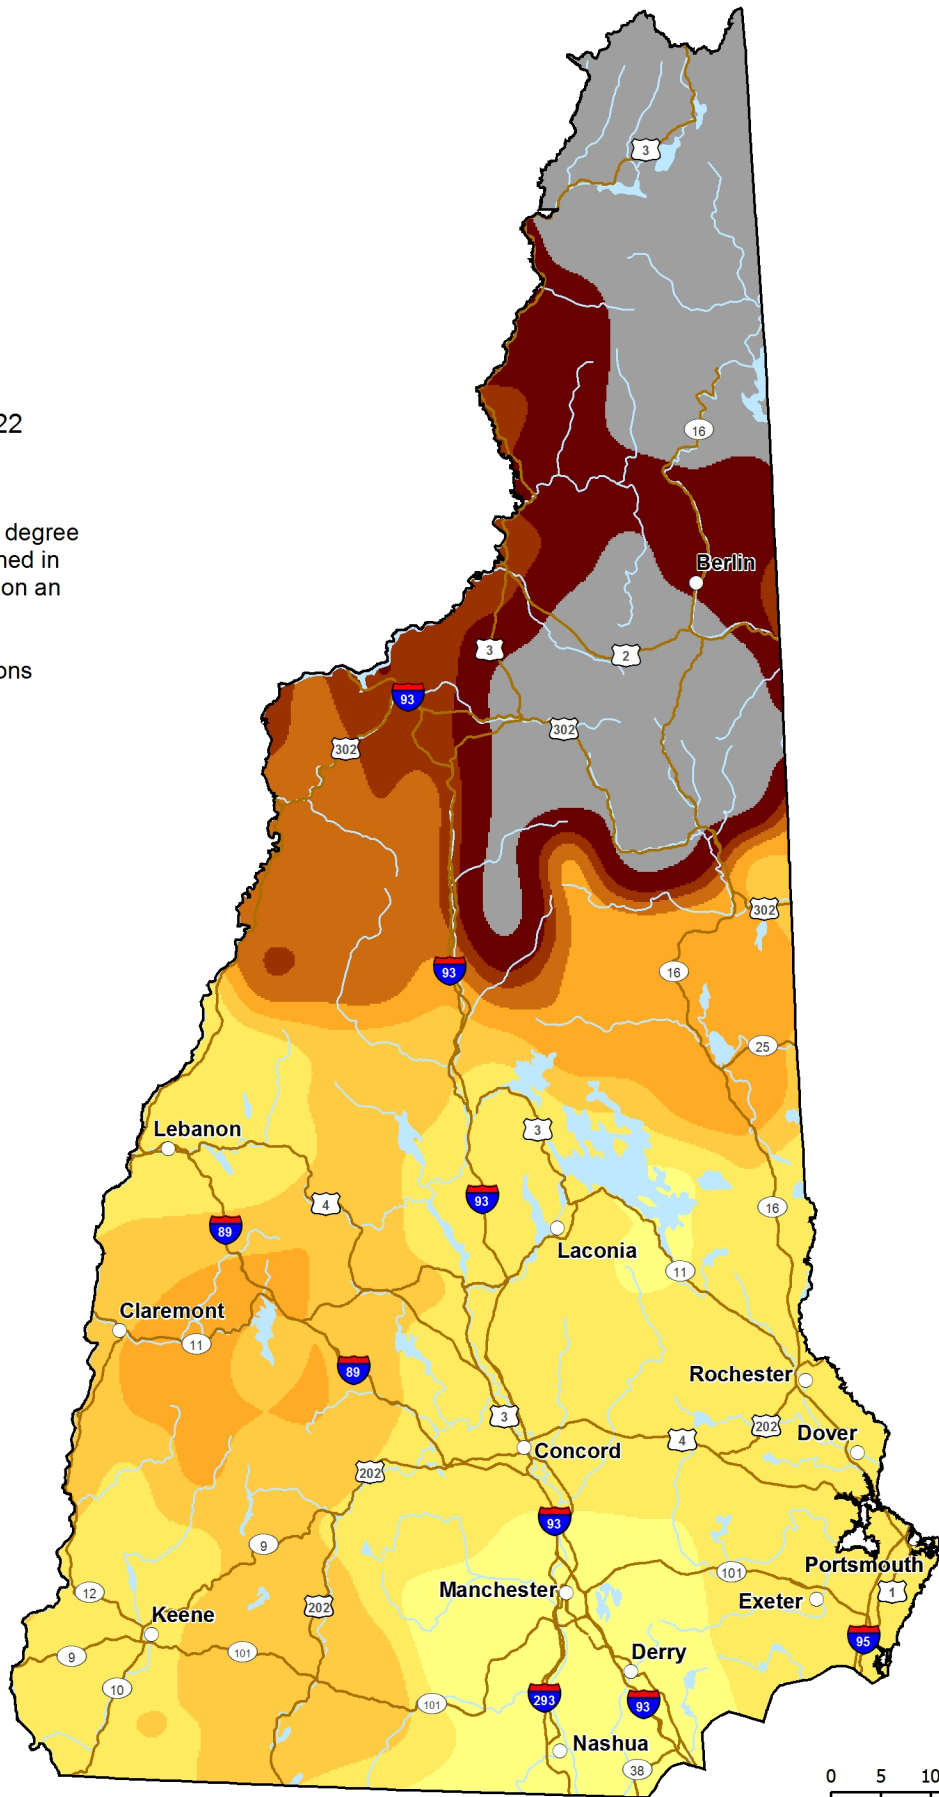 3
22
16
degree
ned in
on an
Berlin
ons
3
2
93
302
302
302
93
16
25
Lebanon
3
4
93
16
89
Laconia
11
Claremont
11
89
Rochester
3
202
4
Dover
Concord
202
93
9
Portsmouth
101
12
Manchester
1
202
Exeter
Keene
95
101
9
Derry
10
293
93
101
Nashua
38
0 5 10